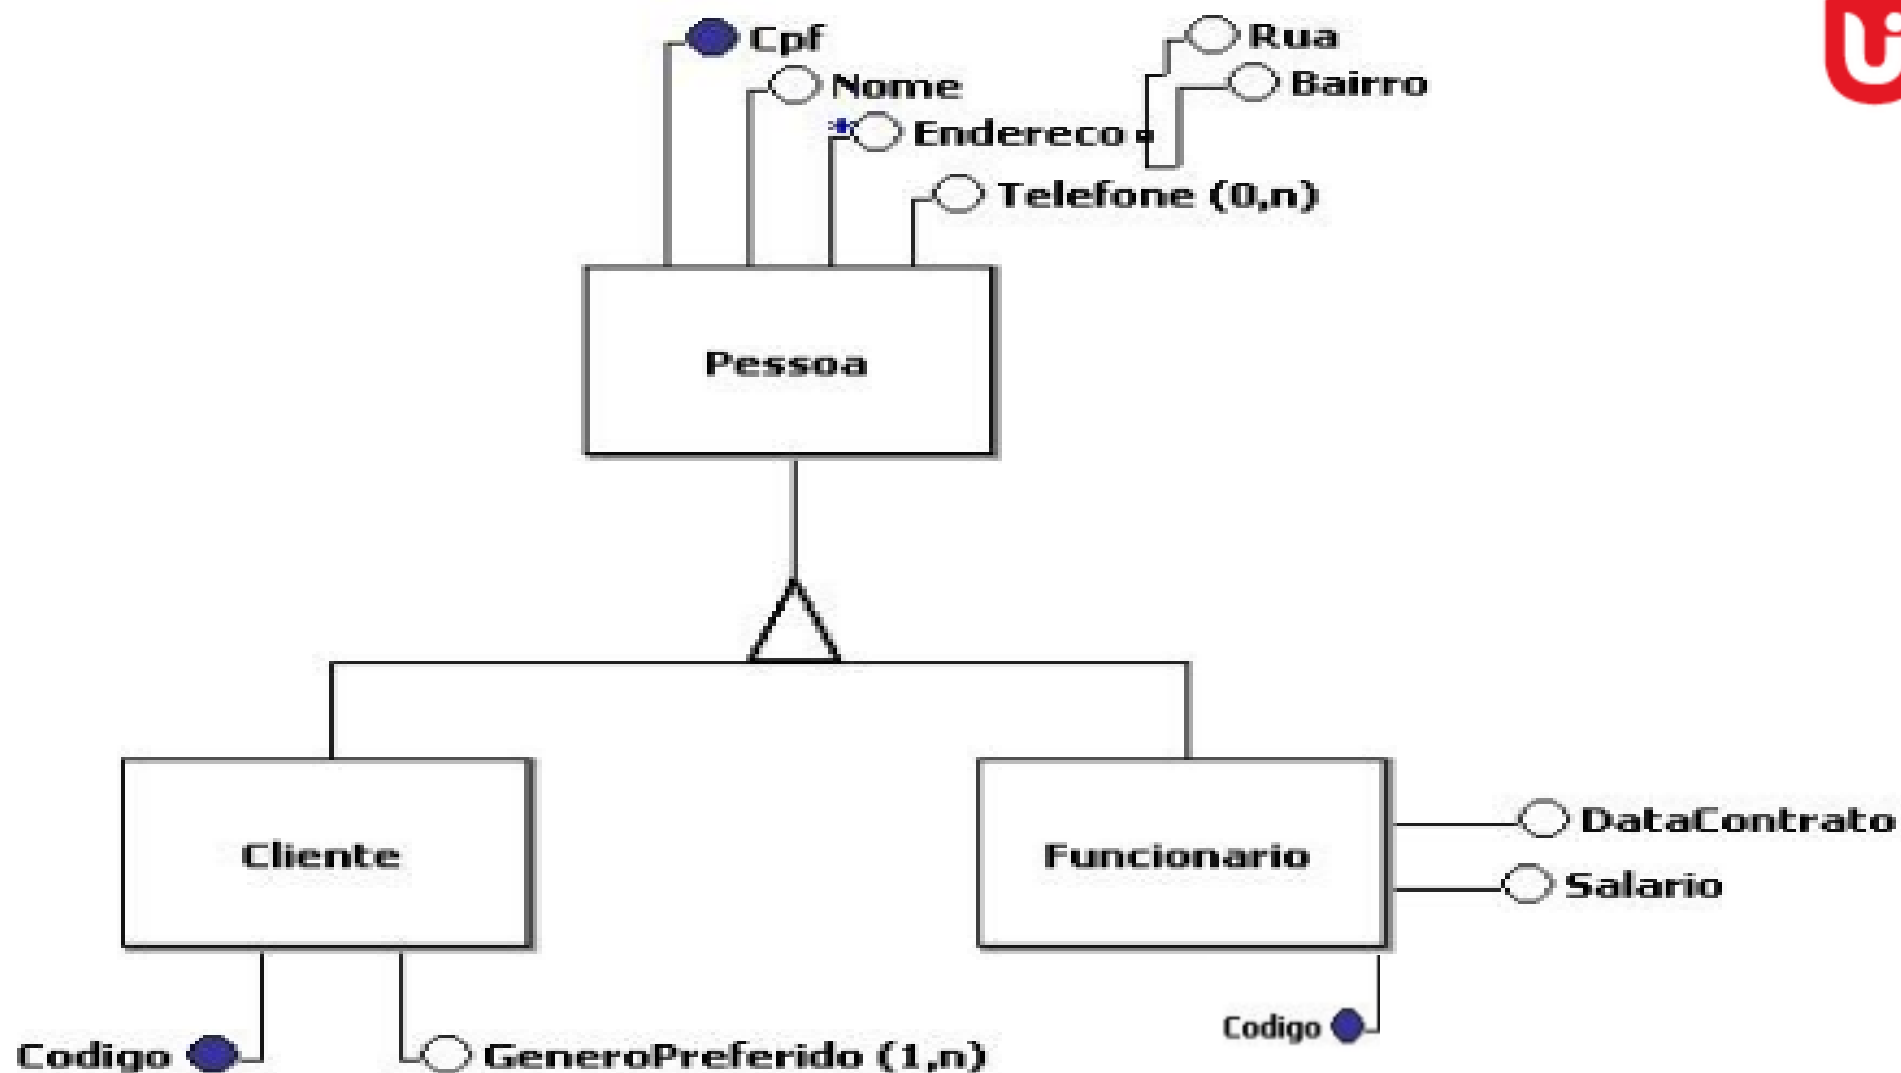 Cpf
Rua
Nome
Bairro
Endereco
Telefone (0,n)
Pessoa
Cliente
Funcionario
DataContrato
Salario
Codigo
Codigo
GeneroPreferido (1,n)